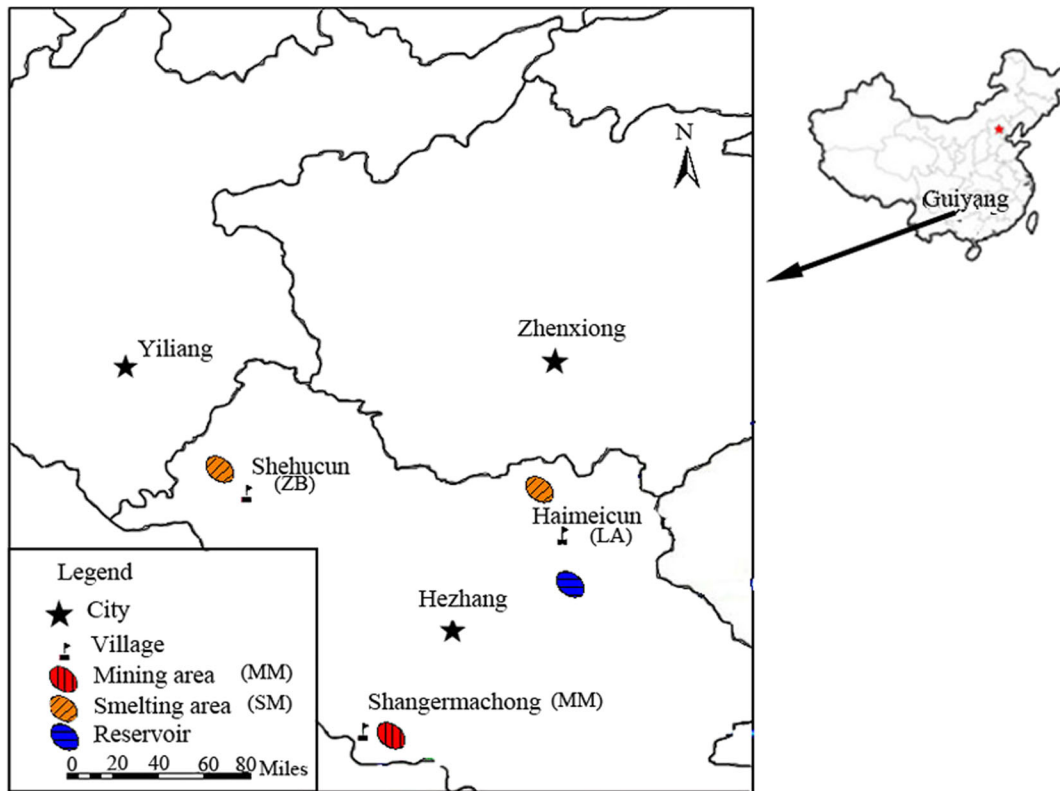 N
Guiyang
Zhenxiong
Yiliang
Shehucun
(ZB)
Haimeicun
(LA)
Hezhang
Shangermachong (MM)
Legend
City
Village
Mining area (MM)
Smelting area (SM)
Reservoir
0 20 40 60 80 Miles